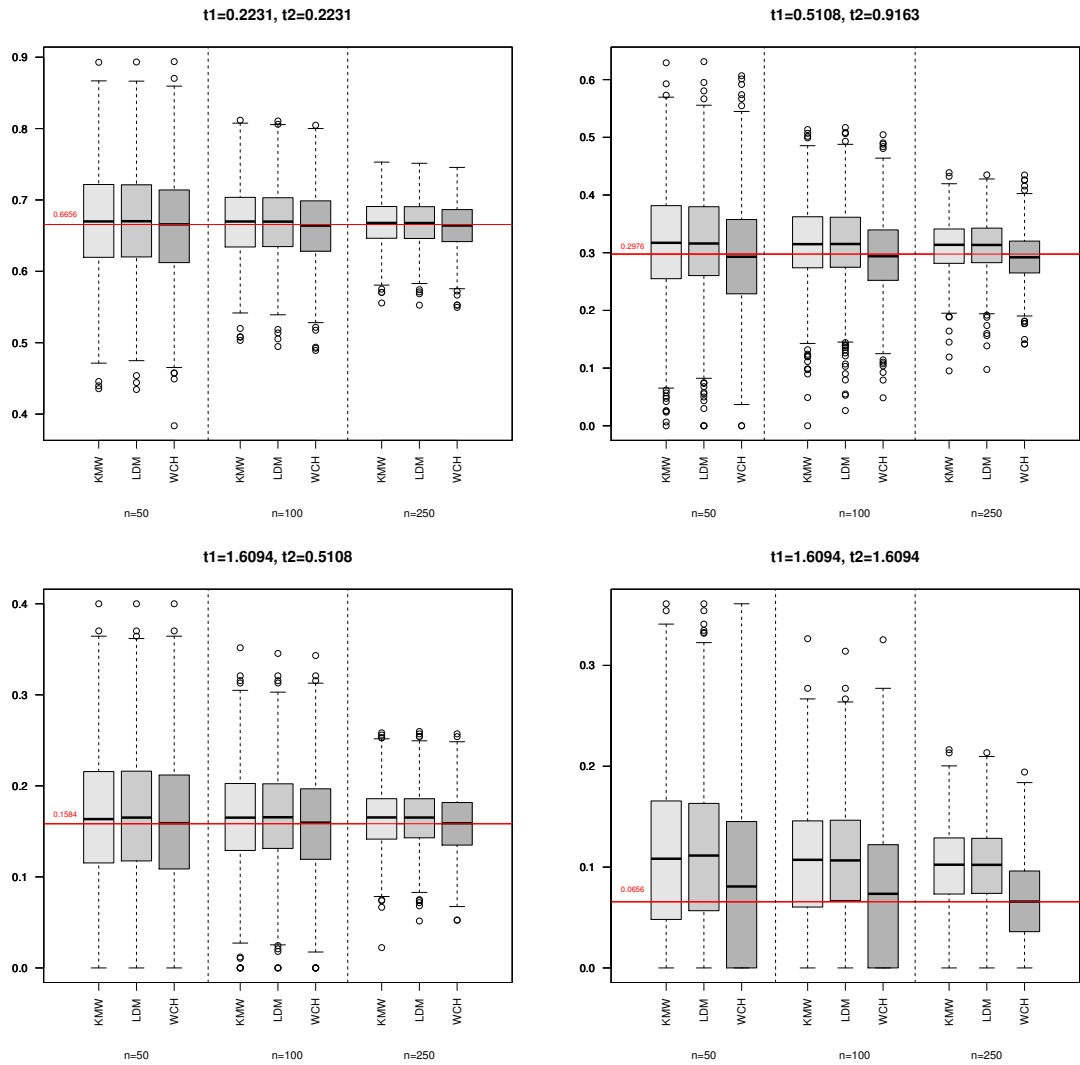 t1=0.2231, t2=0.2231
0.9
0.8
0.7
0.6
0.5
0.4
0.6656
KMW
LDM
WCH
KMW
LDM
WCH
KMW
LDM
WCH
n=50
n=100
n=250
t1=0.5108, t2=0.9163
0.6
0.5
0.4
0.3
0.2
0.1
0.0
0.2976
KMW
LDM
WCH
KMW
LDM
WCH
KMW
LDM
WCH
n=50
n=100
n=250
t1=1.6094, t2=0.5108
0.4
0.3
0.2
0.1
0.0
0.1584
KMW
LDM
WCH
KMW
LDM
WCH
KMW
LDM
WCH
n=50
n=100
n=250
t1=1.6094, t2=1.6094
0.3
0.2
0.1
0.0
0.0656
KMW
LDM
WCH
KMW
LDM
WCH
KMW
LDM
WCH
n=50
n=100
n=250